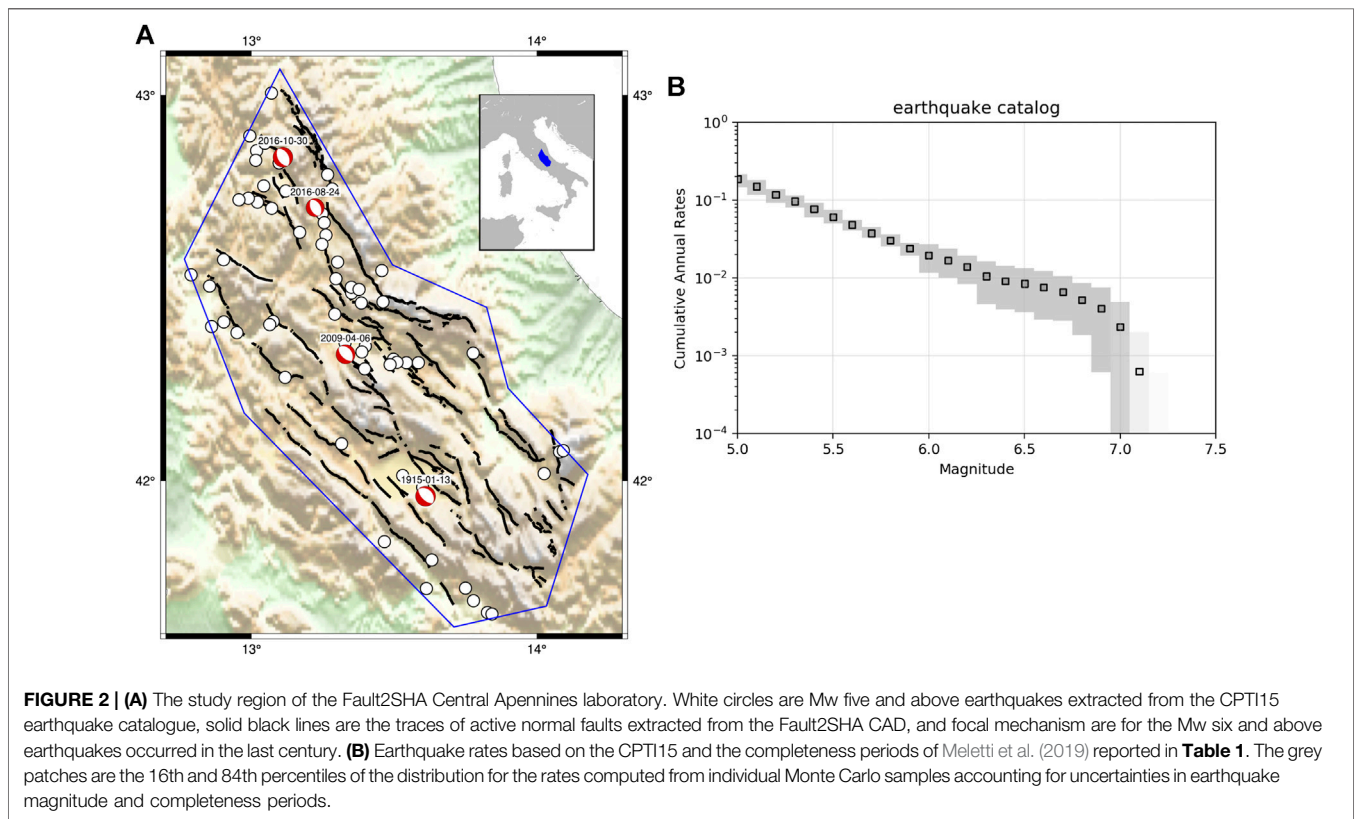 A
13°
14°
43°
43°
2016-10-30
2016-08-24
2009-04-06
1915-01-13
42°
42°
13°
14°
B
earthquake catalog
10⁰
10⁻¹
10⁻²
10⁻³
10⁻⁴
Cumulative Annual Rates
5.0
5.5
6.0
6.5
7.0
7.5
Magnitude
FIGURE 2 | (A) The study region of the Fault2SHA Central Apennines laboratory. White circles are Mw five and above earthquakes extracted from the CPTI15
earthquake catalogue, solid black lines are the traces of active normal faults extracted from the Fault2SHA CAD, and focal mechanism are for the Mw six and above
earthquakes occurred in the last century. (B) Earthquake rates based on the CPTI15 and the completeness periods of Meletti et al. (2019) reported in Table 1. The grey
patches are the 16th and 84th percentiles of the distribution for the rates computed from individual Monte Carlo samples accounting for uncertainties in earthquake
magnitude and completeness periods.